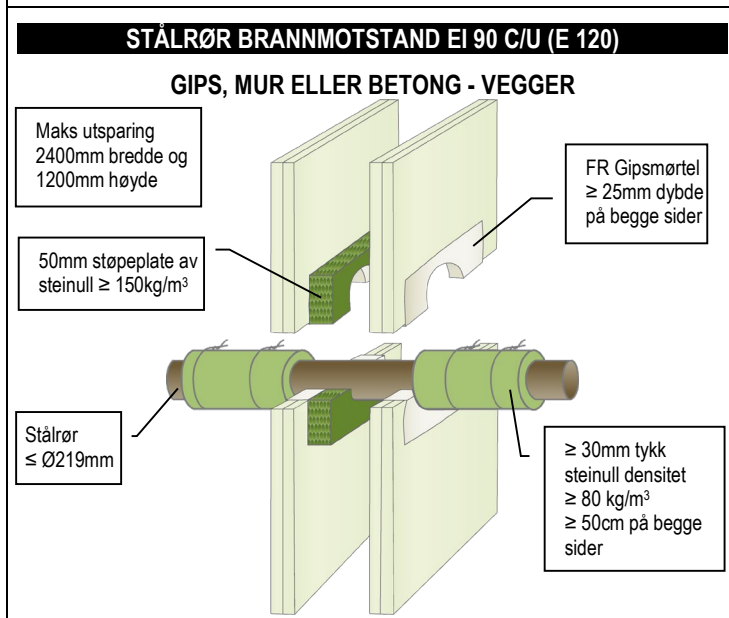 STÅLRØR BRANNMOTSTAND EI 90 C/U (E 120)
GIPS, MUR ELLER BETONG - VEGGER
Maks utsparing
2400mm bredde og
1200mm høyde
FR Gipsmørtel
≥ 25mm dybde
på begge sider
50mm støpeplate av
steinull ≥ 150kg/m³
Stålrør
≤ Ø219mm
≥ 30mm tykk
steinull densitet
≥ 80 kg/m³
≥ 50cm på begge
sider